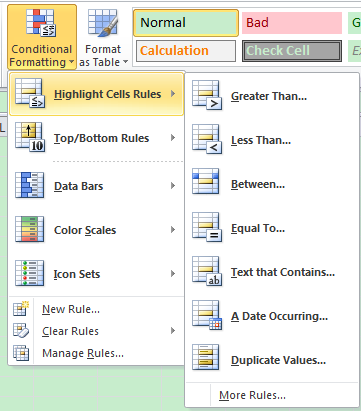 Conditional Formatting
Format as Table
Normal
Bad
G
Calculation
Check Cell
Ex
L
Highlight Cells Rules
Top/Bottom Rules
Data Bars
Color Scales
Icon Sets
New Rule...
Clear Rules
Manage Rules...
Greater Than...
Less Than...
Between...
Equal To...
Text that Contains...
A Date Occurring...
Duplicate Values...
More Rules...